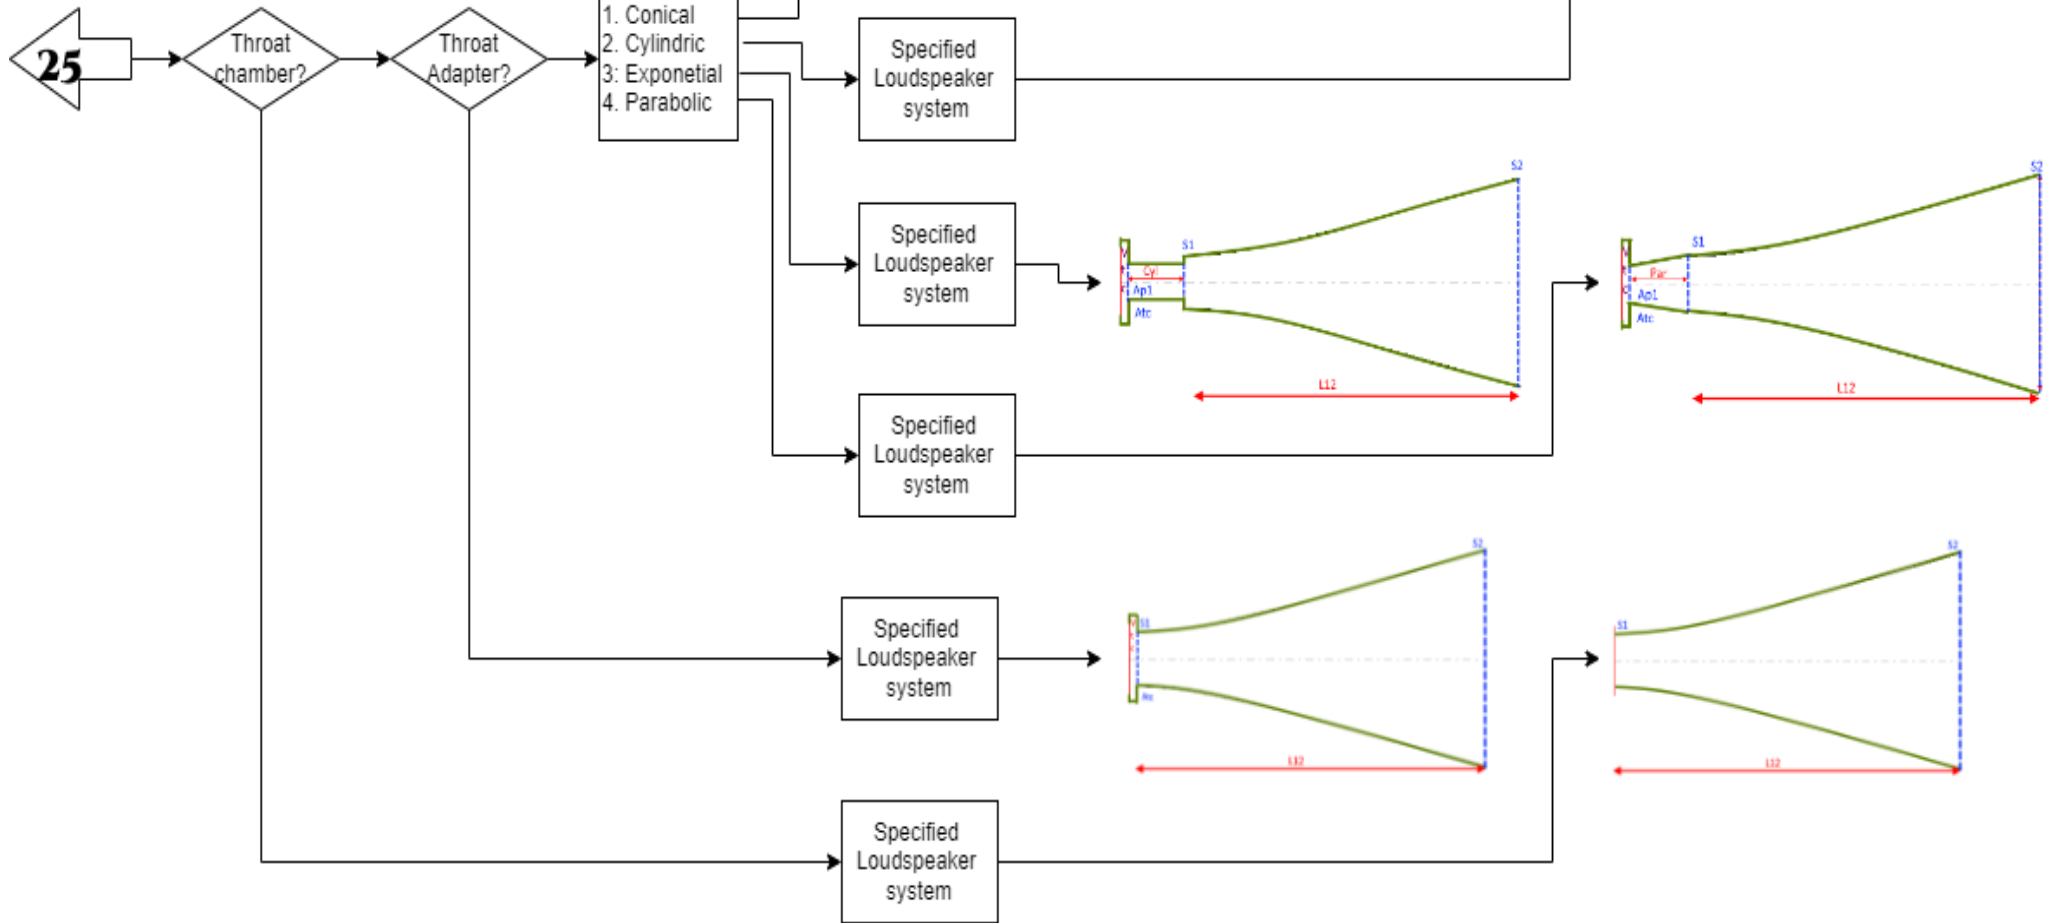 25
Throat
chamber?
Throat
Adapter?
1. Conical
2. Cylindric
3: Exponetial
4. Parabolic
Specified
Loudspeaker
system
Specified
Loudspeaker
system
S1
S2
Cyl
Ap1
Atc
L12
S1
S2
Par
Ap1
Atc
L12
Specified
Loudspeaker
system
Specified
Loudspeaker
system
S1
S2
L12
S1
S2
L12
Specified
Loudspeaker
system